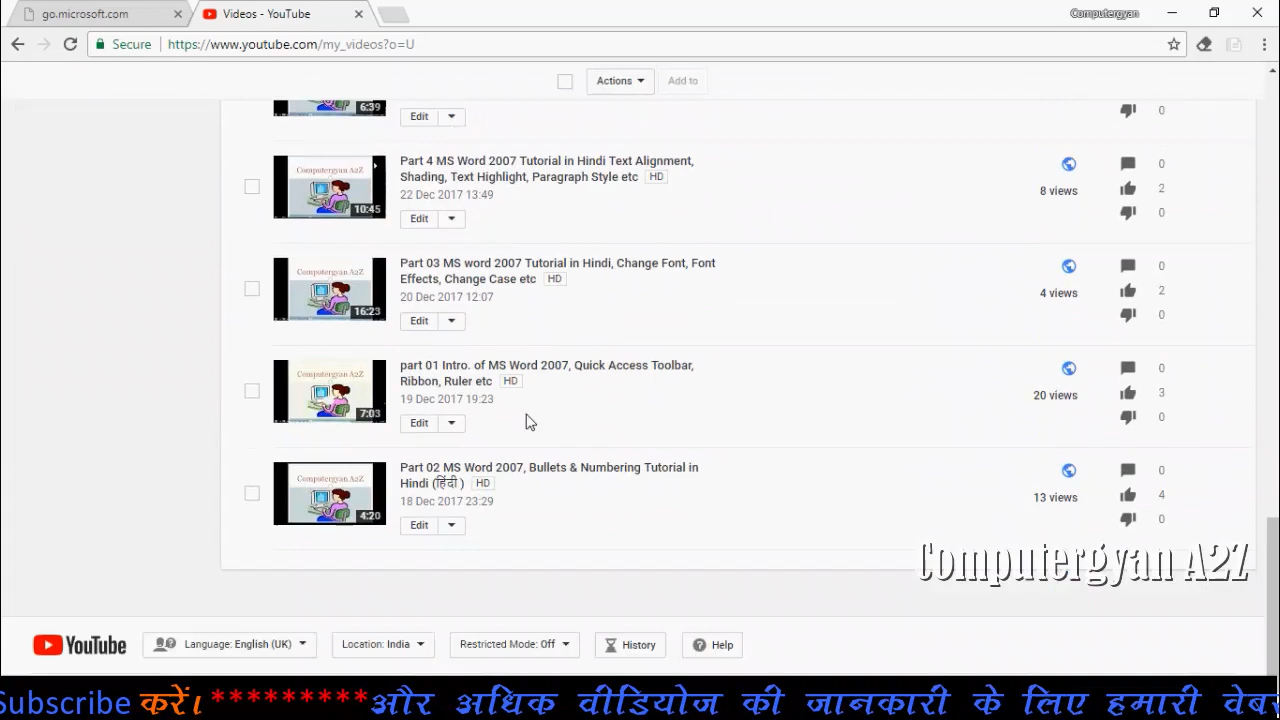 go.microsoft.com
Videos - YouTube
Computergyan
Secure
https://www.youtube.com/my_videos?o=U
Actions
Add to
6:39
Edit
0
Computergyan A2Z
10:45
Part 4 MS Word 2007 Tutorial in Hindi Text Alignment,
Shading, Text Highlight, Paragraph Style etc HD
22 Dec 2017 13:49
Edit
8 views
0
2
0
Computergyan A2Z
16:23
Part 03 MS word 2007 Tutorial in Hindi, Change Font, Font
Effects, Change Case etc HD
20 Dec 2017 12:07
Edit
4 views
0
2
0
Computergyan A2Z
7:03
part 01 Intro. of MS Word 2007, Quick Access Toolbar,
Ribbon, Ruler etc HD
19 Dec 2017 19:23
Edit
20 views
0
3
0
Computergyan A2Z
4:20
Part 02 MS Word 2007, Bullets & Numbering Tutorial in
Hindi (हिंदी ) HD
18 Dec 2017 23:29
Edit
13 views
0
4
0
Computergyan A2Z
YouTube
Language: English (UK)
Location: India
Restricted Mode: Off
History
Help
Subscribe करें। *********और अधिक वीडियोज की जानकारी के लिए हमारी वेब